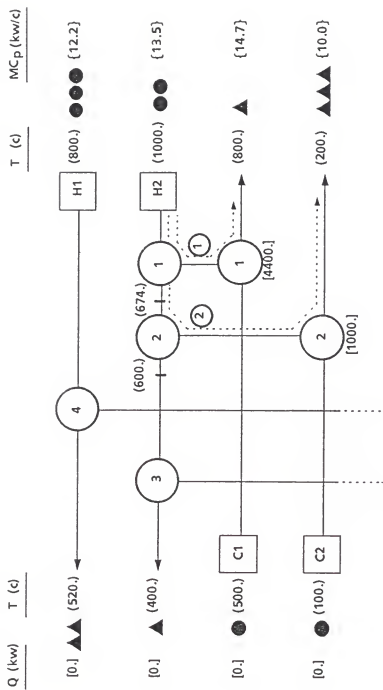 Q (kw) T (c) T (c) MCp (kw/c)
[0.] (520.) 4 H1 (800.) {12.2}
(600.) (674.)
[0.] (400.) 3 2 1 H2 (1000.) {13.5}
2 1
[0.] (500.) C1 1 (800.) {14.7}
[4400.]
[0.] (100.) C2 2 (200.) {10.0}
[1000.]